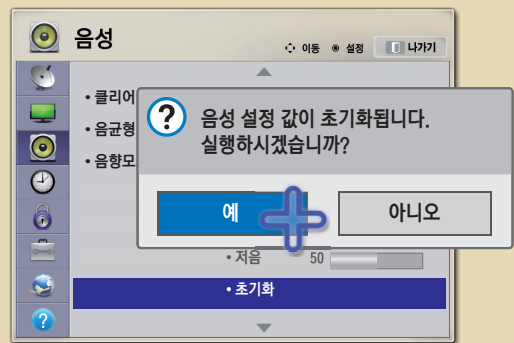 음성
이동 설정 나가기
• 클리어
• 음균형
• 음향모
? 음성 설정 값이 초기화됩니다.
실행하시겠습니까?
예 아니오
• 저음 50
• 초기화
?